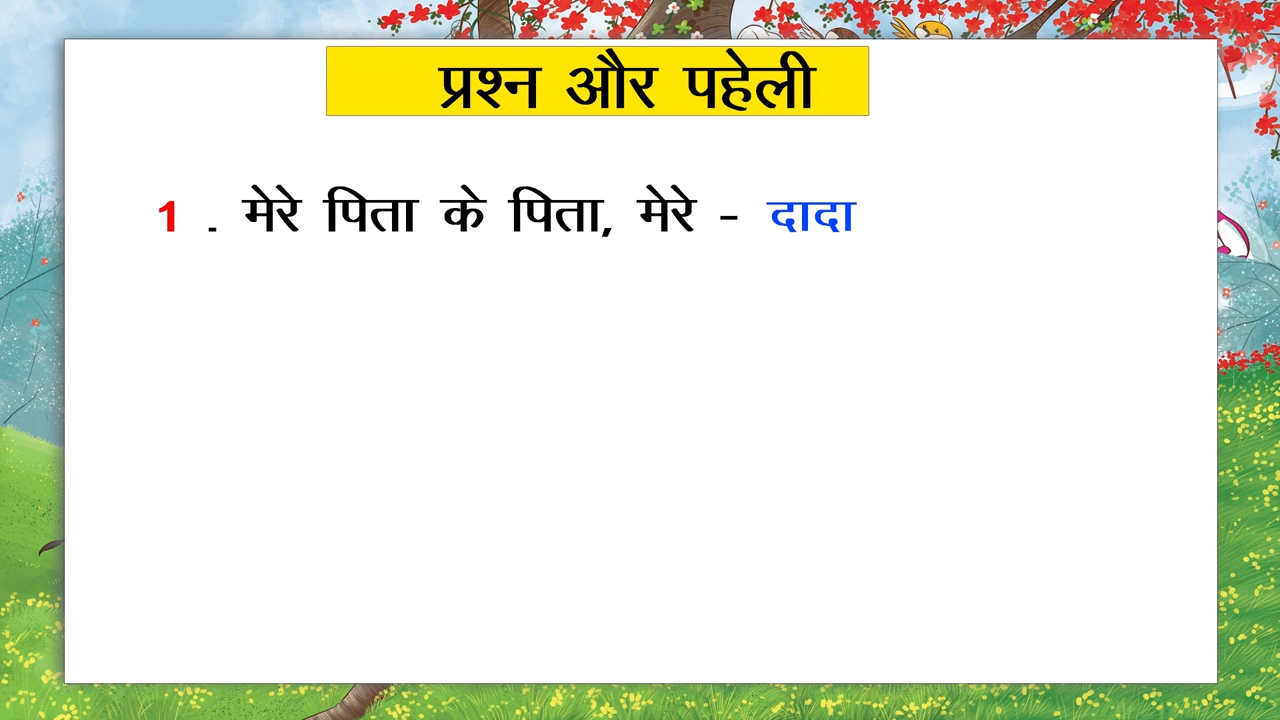 प्रश्न और पहेली
1 . मेरे पिता के पिता, मेरे - दादा